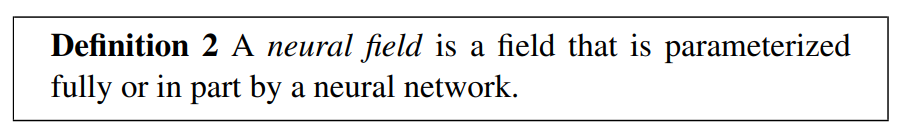 Definition 2 A neural field is a field that is parameterized
fully or in part by a neural network.